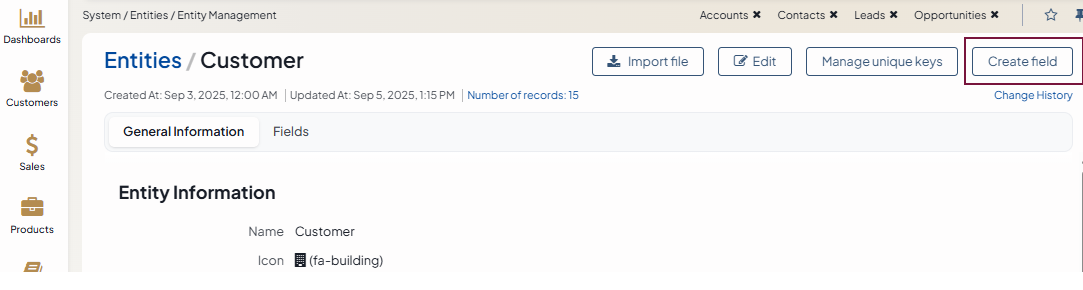 System / Entities / Entity Management
Accounts ✖ Contacts ✖ Leads ✖ Opportunities ✖
Dashboards
Customers
Sales
Products
Entities / Customer
Import file
Edit
Manage unique keys
Create field
Created At: Sep 3, 2025, 12:00 AM | Updated At: Sep 5, 2025, 1:15 PM | Number of records: 15
Change History
General Information Fields
Entity Information
Name Customer
Icon (fa-building)